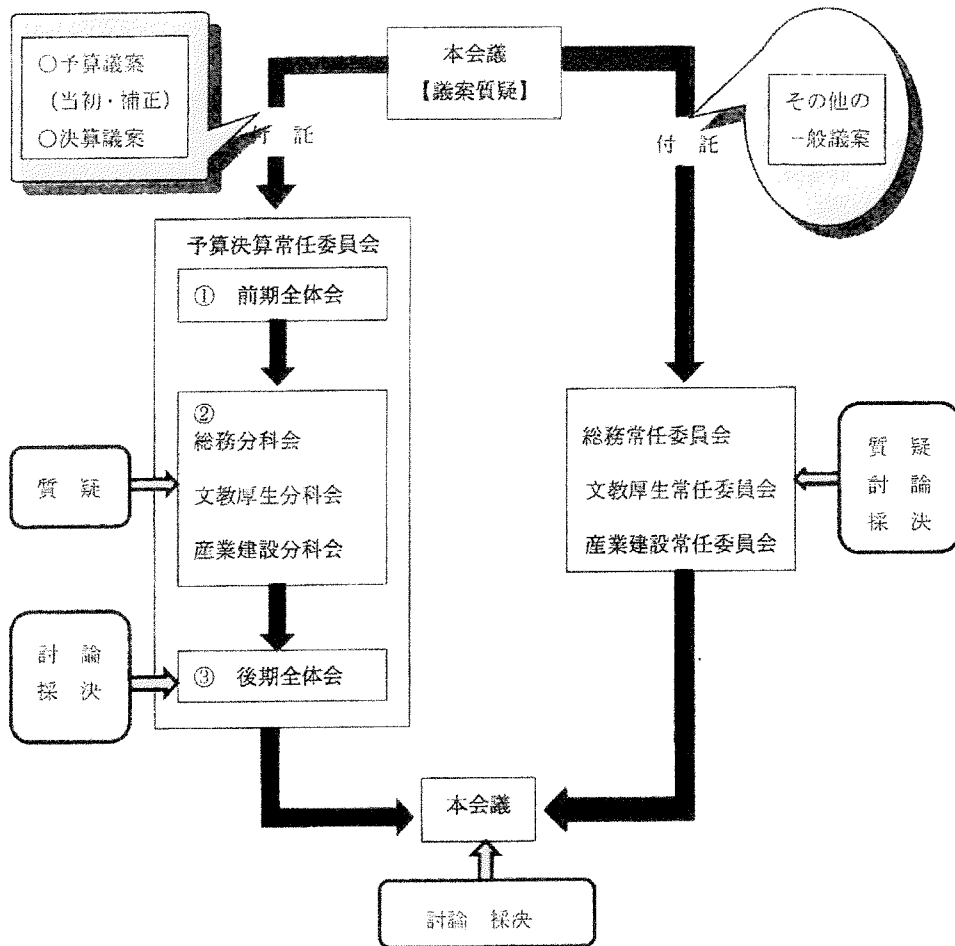 ○予算議案
（当初・補正）
○決算議案
本会議
【議案質疑】
その他の
一般議案
付　託
付　託
予算決算常任委員会
①　前期全体会
②
総務分科会
文教厚生分科会
産業建設分科会
質　疑
③　後期全体会
討　論
採　決
総務常任委員会
文教厚生常任委員会
産業建設常任委員会
質　疑
討　論
採　決
本会議
討論　採決